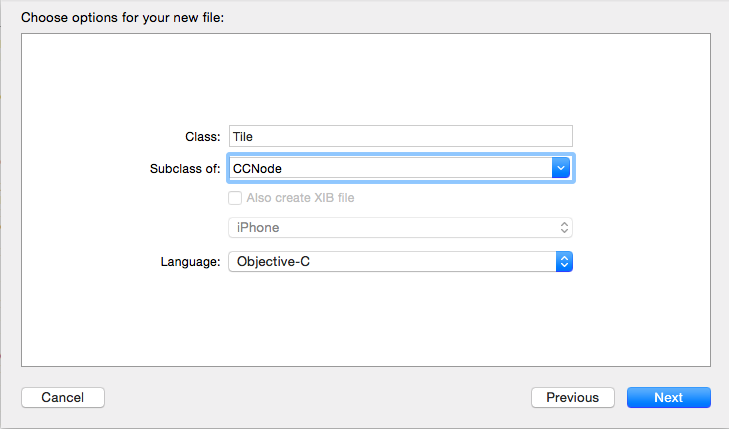 Choose options for your new file:
Class: Tile
Subclass of: CCNode
Also create XIB file
iPhone
Language: Objective-C
Cancel Previous Next